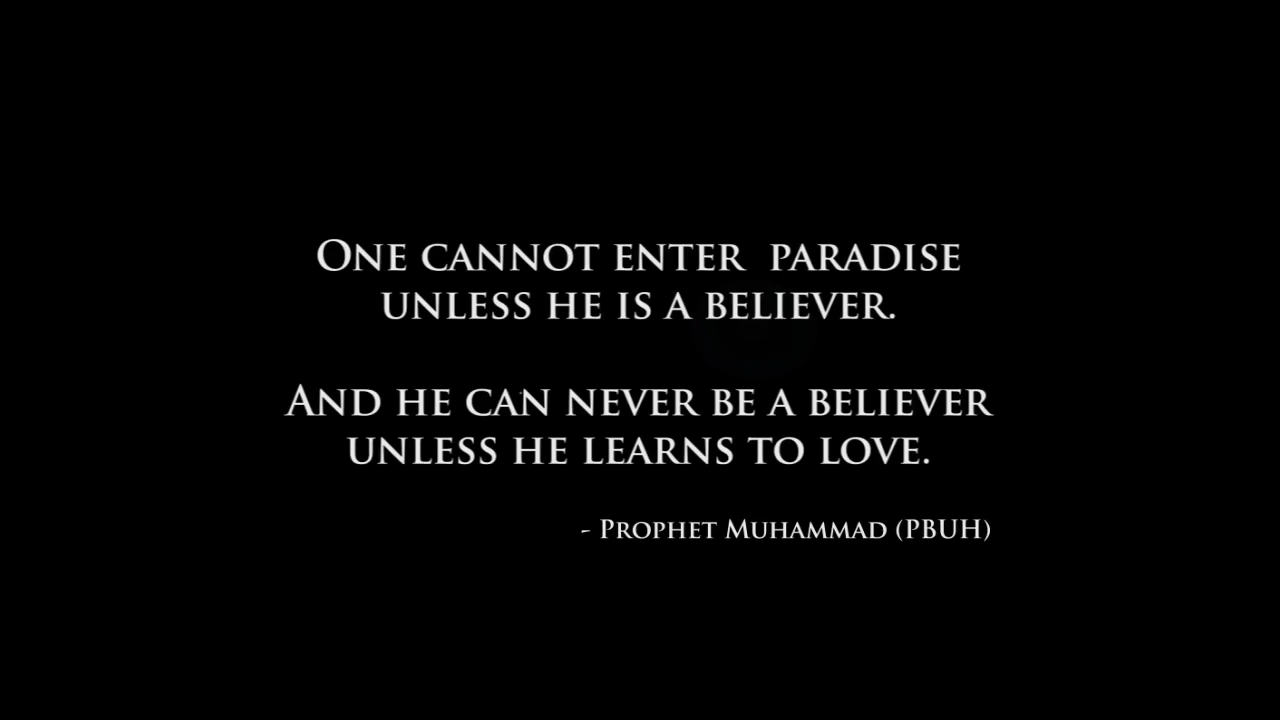 One cannot enter paradise
unless he is a believer.
And he can never be a believer
unless he learns to love.
- Prophet Muhammad (PBUH)